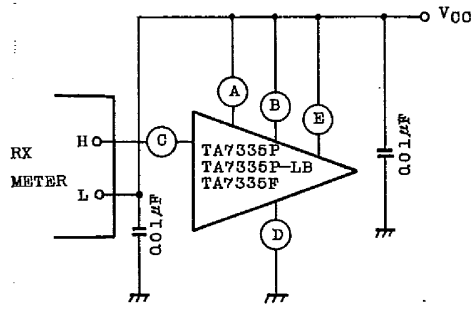 VCC
A
B
E
H
C
TA7335P
RX
TA7335P-LB
METER
TA7335F
L
0.01μF
0.01μF
D